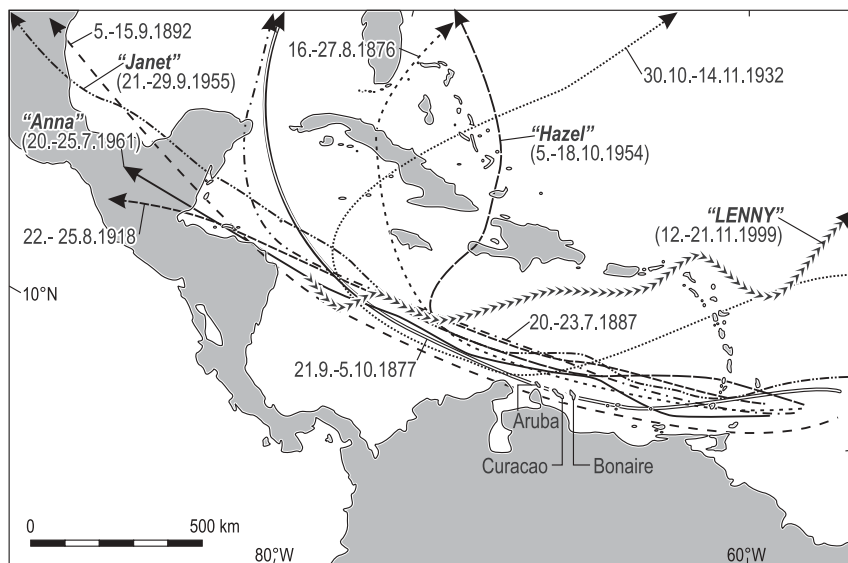 5.-15.9.1892
"Janet"
(21.-29.9.1955)
"Anna"
(20.-25.7.1961)
22.- 25.8.1918
16.-27.8.1876
30.10.-14.11.1932
"Hazel"
(5.-18.10.1954)
"LENNY"
(12.-21.11.1999)
10°N
20.-23.7.1887
21.9.-5.10.1877
Aruba
Curacao
Bonaire
0 500 km
80°W
60°W